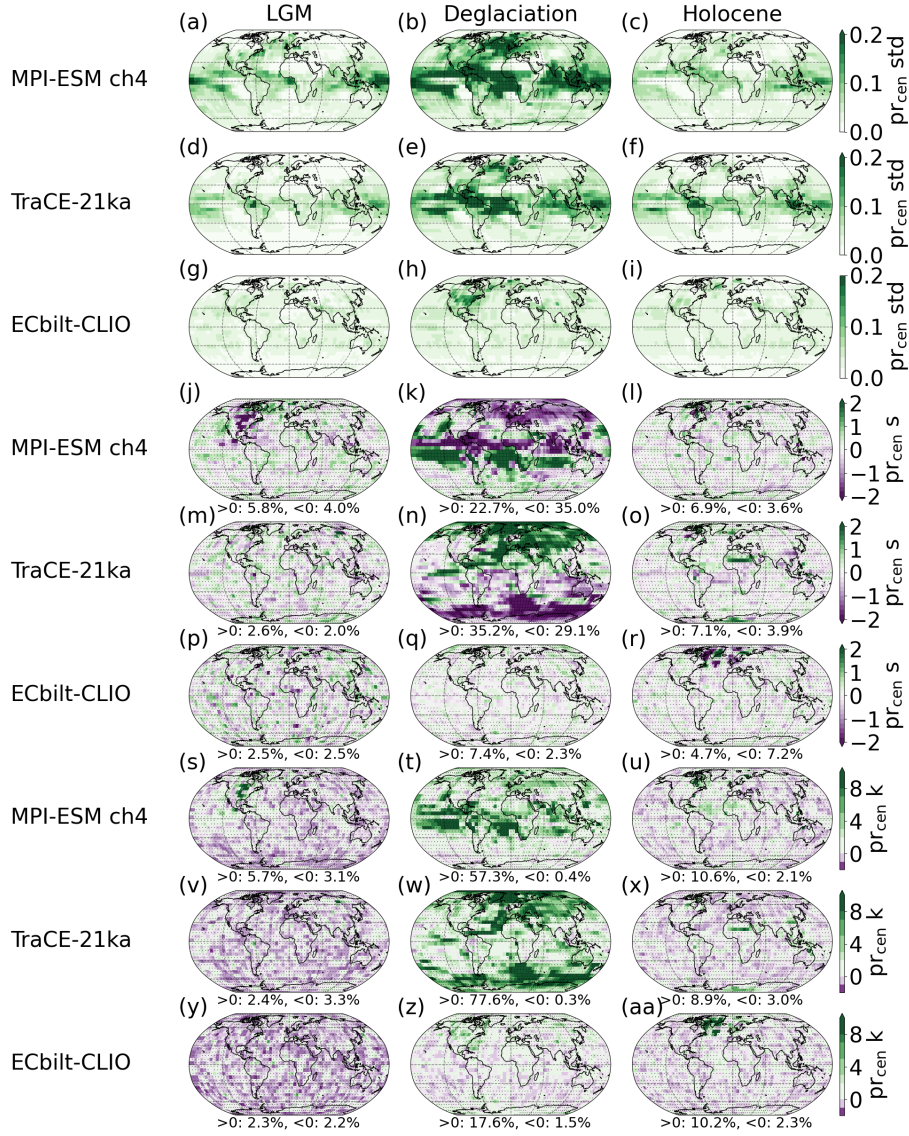 LGM Deglaciation Holocene
(a) (b) (c)
MPI-ESM ch4
0.2
0.1
0.0
pr_cen std
(d) (e) (f)
TraCE-21ka
0.2
0.1
0.0
pr_cen std
(g) (h) (i)
ECbilt-CLIO
0.2
0.1
0.0
pr_cen std
(j) (k) (l)
MPI-ESM ch4
2
1
0
−1
−2
pr_cen s
>0: 5.8%, <0: 4.0% >0: 22.7%, <0: 35.0% >0: 6.9%, <0: 3.6%
(m) (n) (o)
TraCE-21ka
2
1
0
−1
−2
pr_cen s
>0: 2.6%, <0: 2.0% >0: 35.2%, <0: 29.1% >0: 7.1%, <0: 3.9%
(p) (q) (r)
ECbilt-CLIO
2
1
0
−1
−2
pr_cen s
>0: 2.5%, <0: 2.5% >0: 7.4%, <0: 2.3% >0: 4.7%, <0: 7.2%
(s) (t) (u)
MPI-ESM ch4
8
4
0
pr_cen k
>0: 5.7%, <0: 3.1% >0: 57.3%, <0: 0.4% >0: 10.6%, <0: 2.1%
(v) (w) (x)
TraCE-21ka
8
4
0
pr_cen k
>0: 2.4%, <0: 3.3% >0: 77.6%, <0: 0.3% >0: 8.9%, <0: 3.0%
(y) (z) (aa)
ECbilt-CLIO
8
4
0
pr_cen k
>0: 2.3%, <0: 2.2% >0: 17.6%, <0: 1.5% >0: 10.2%, <0: 2.3%